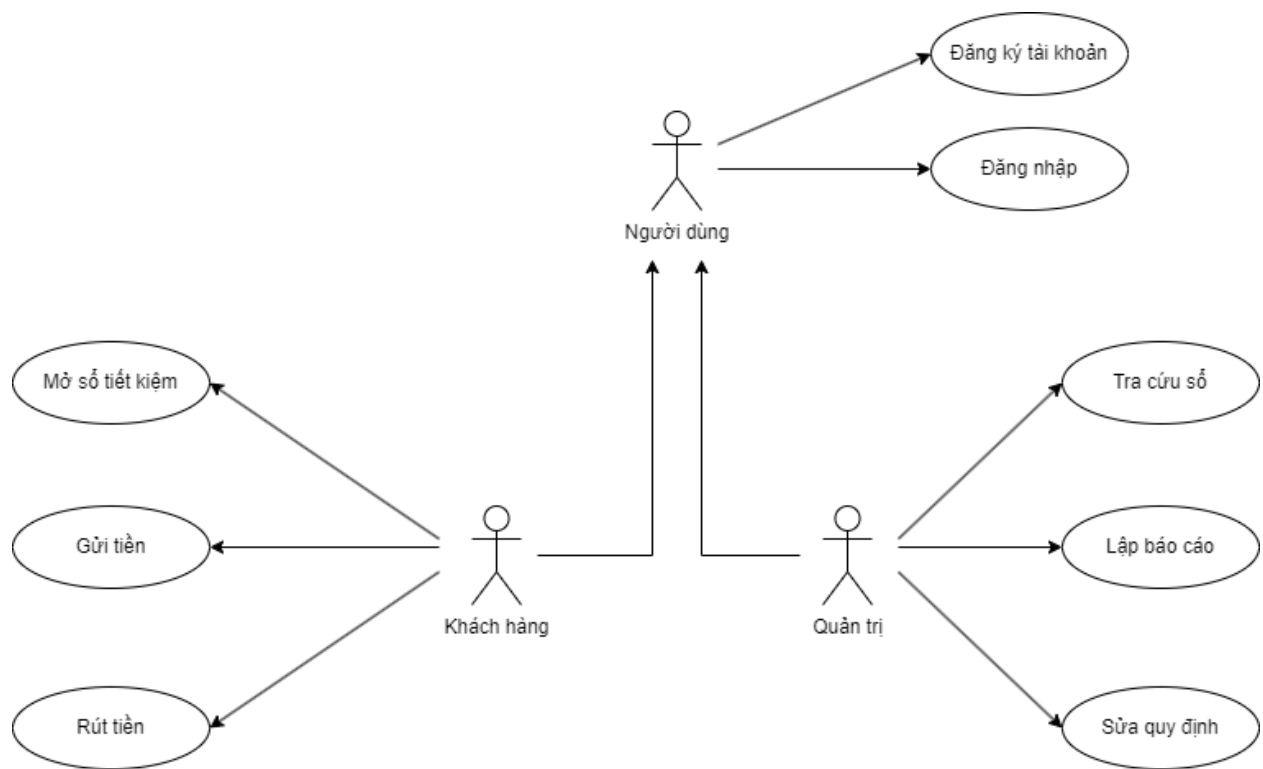 Đăng ký tài khoản
Đăng nhập
Người dùng
Mở sổ tiết kiệm
Tra cứu sổ
Gửi tiền
Lập báo cáo
Khách hàng
Quản trị
Rút tiền
Sửa quy định